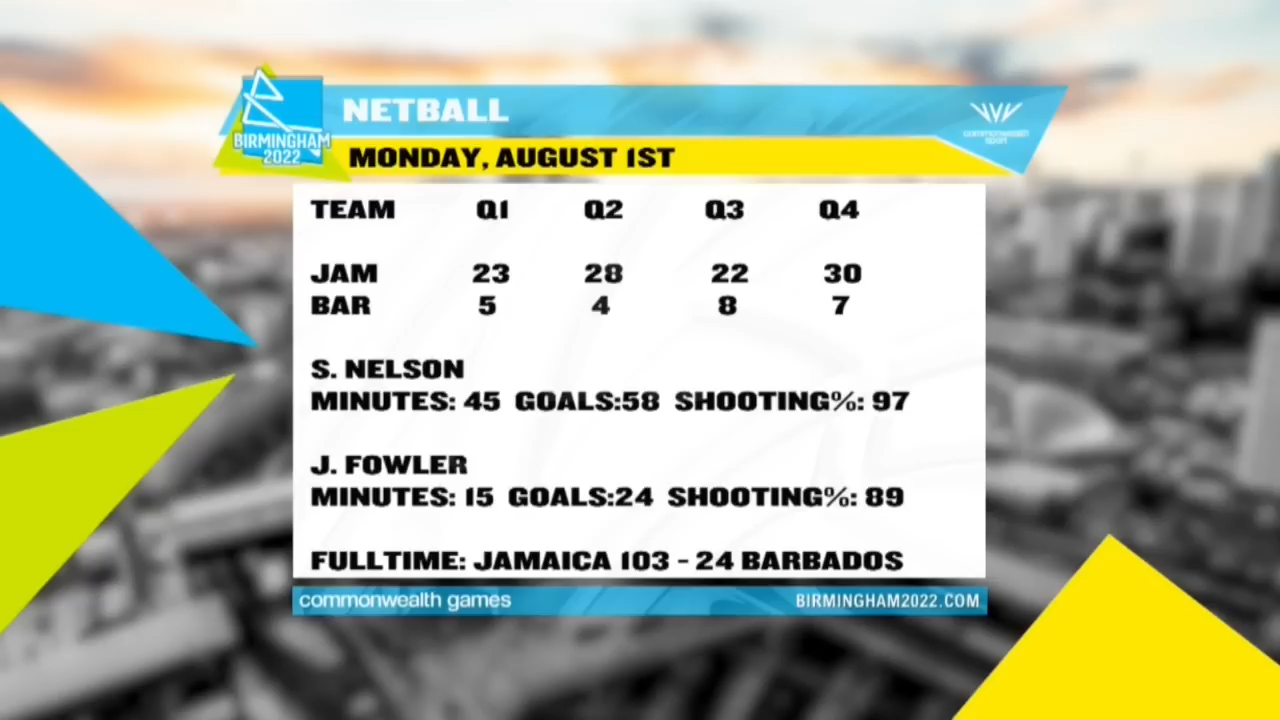 NETBALL
commonwealth
sport
BIRMINGHAM
2022
MONDAY, AUGUST 1ST
TEAM Q1 Q2 Q3 Q4
JAM 23 28 22 30
BAR 5 4 8 7
S. NELSON
MINUTES: 45 GOALS:58 SHOOTING%: 97
J. FOWLER
MINUTES: 15 GOALS:24 SHOOTING%: 89
FULLTIME: JAMAICA 103 - 24 BARBADOS
commonwealth games BIRMINGHAM2022.COM